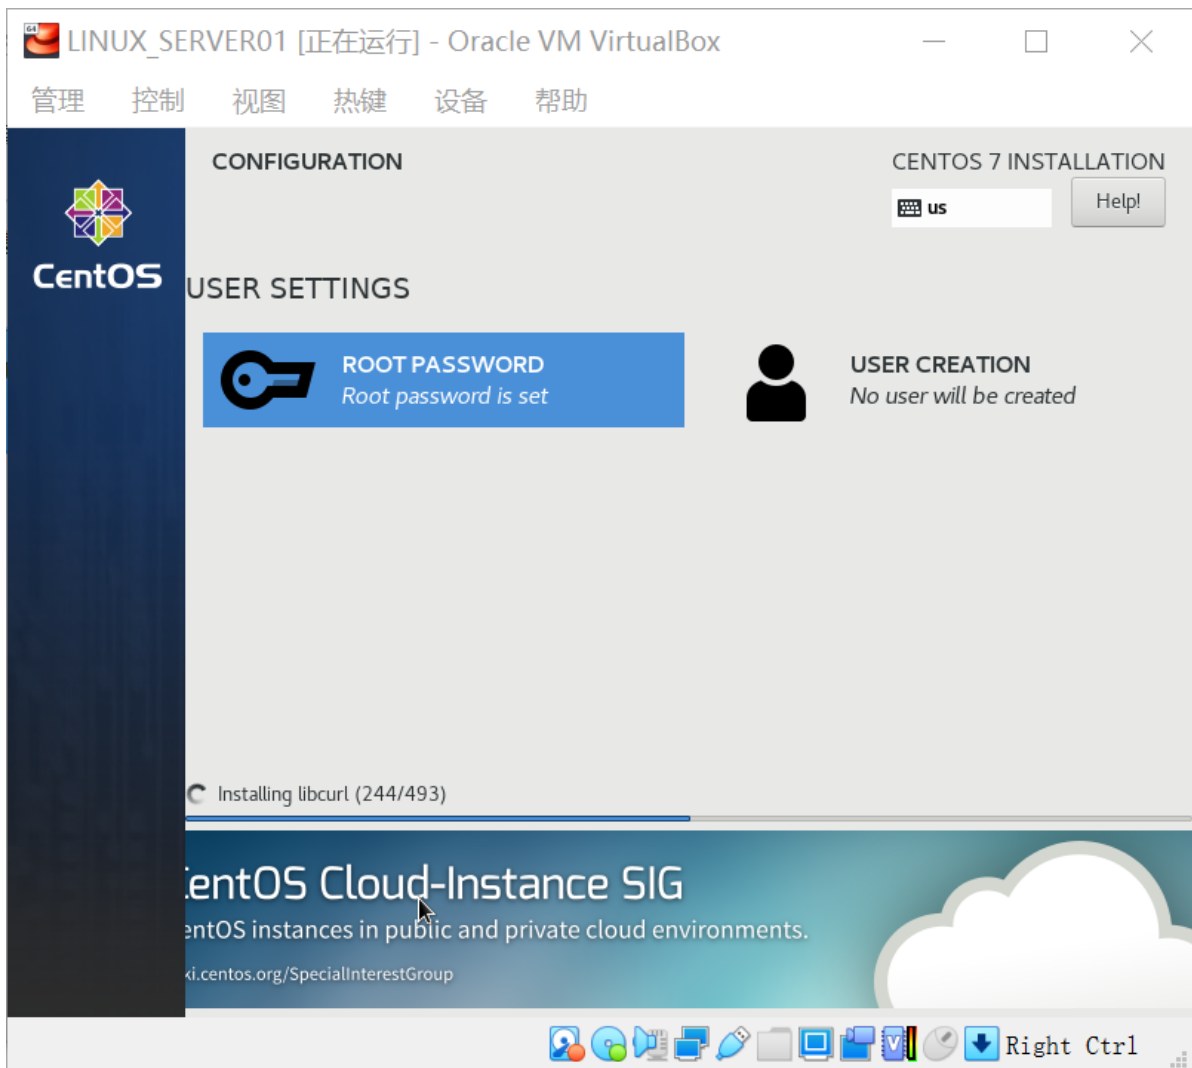 LINUX_SERVER01 [正在运行] - Oracle VM VirtualBox
管理 控制 视图 热键 设备 帮助
CentOS
CONFIGURATION
CENTOS 7 INSTALLATION
us
Help!
USER SETTINGS
ROOT PASSWORD
Root password is set
USER CREATION
No user will be created
Installing libcurl (244/493)
entOS Cloud-Instance SIG
entOS instances in public and private cloud environments.
ki.centos.org/SpecialInterestGroup
Right Ctrl